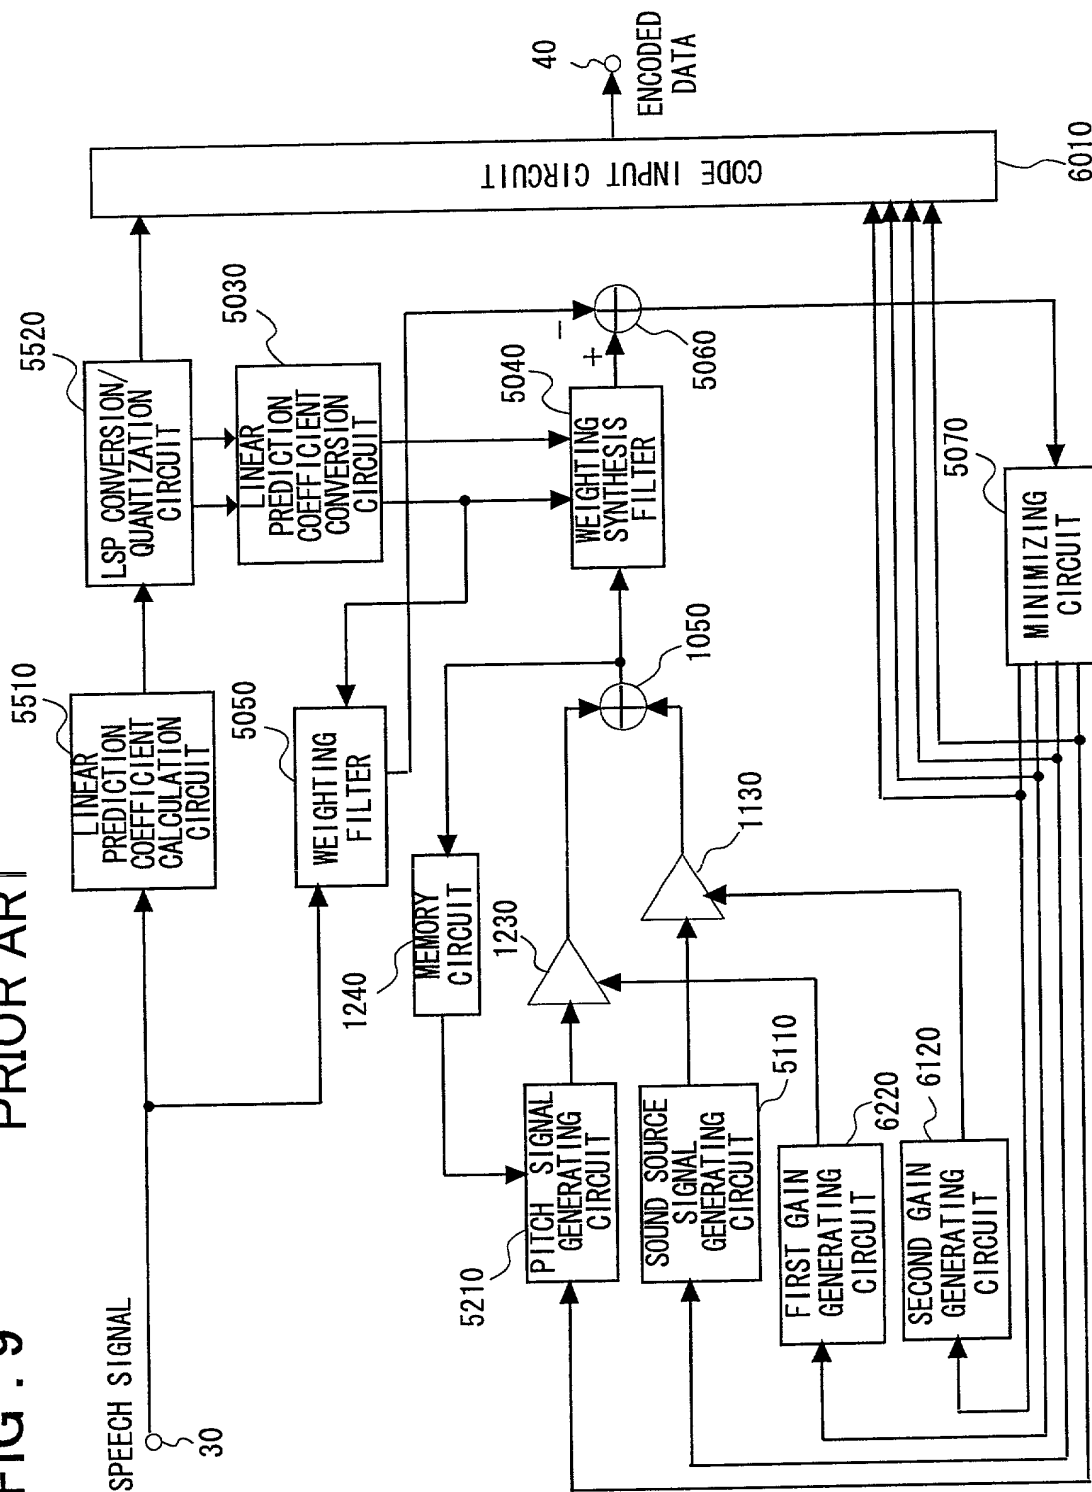 FIG. 9
PRIOR ART
SPEECH SIGNAL
30
LINEAR
PREDICTION
COEFFICIENT
CALCULATION
CIRCUIT
5510
LSP CONVERSION/
QUANTIZATION
CIRCUIT
5520
LINEAR
PREDICTION
COEFFICIENT
CONVERSION
CIRCUIT
5030
WEIGHTING
FILTER
5050
WEIGHTING
SYNTHESIS
FILTER
5040
+
-
5060
MEMORY
CIRCUIT
1240
1230
1130
1050
PITCH SIGNAL
GENERATING
CIRCUIT
5210
SOUND SOURCE
SIGNAL
GENERATING
CIRCUIT
5110
FIRST GAIN
GENERATING
CIRCUIT
6220
SECOND GAIN
GENERATING
CIRCUIT
6120
MINIMIZING
CIRCUIT
5070
CODE INPUT CIRCUIT
6010
40
ENCODED
DATA